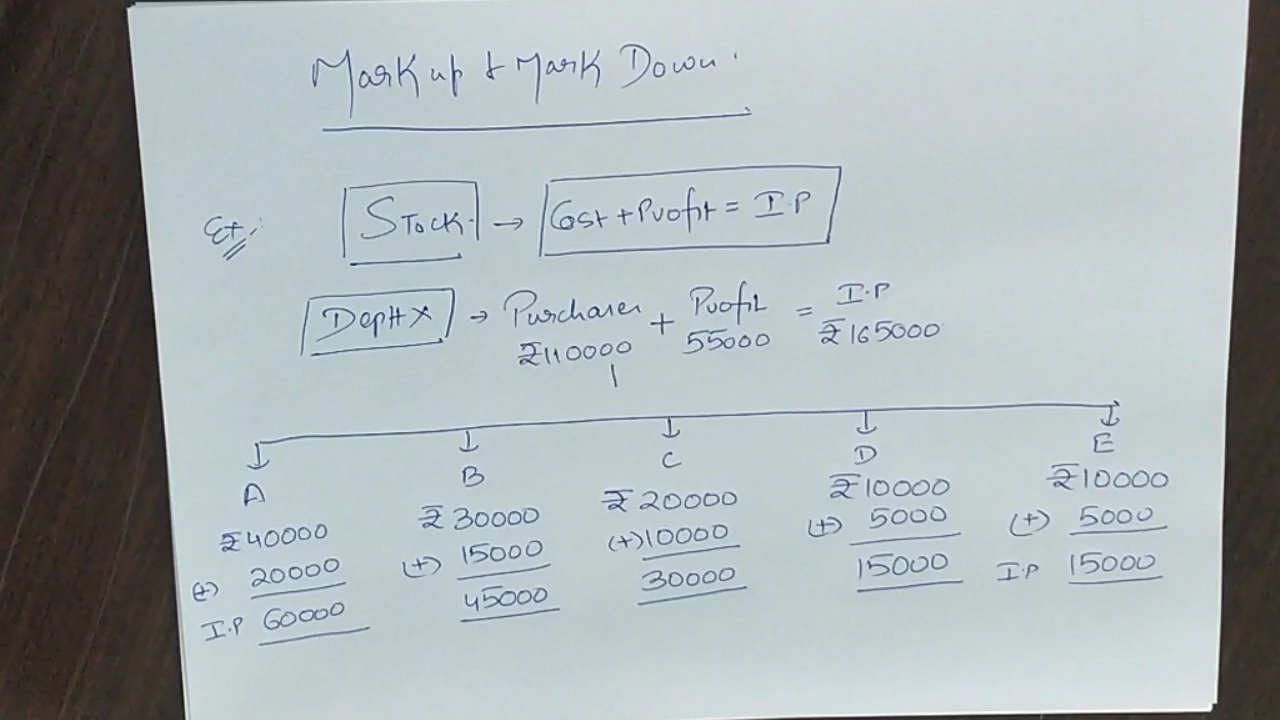 Mark up & Mark Down.
Ex:- STOCK. → Cost + Profit = I.P
Dept X → Purchases + Profit = I.P
₹110000 55000 ₹165000
A B C D E
₹40000 ₹30000 ₹20000 ₹10000 ₹10000
(+) 20000 (+) 15000 (+)10000 (+) 5000 (+) 5000
I.P 60000 45000 30000 15000 I.P 15000